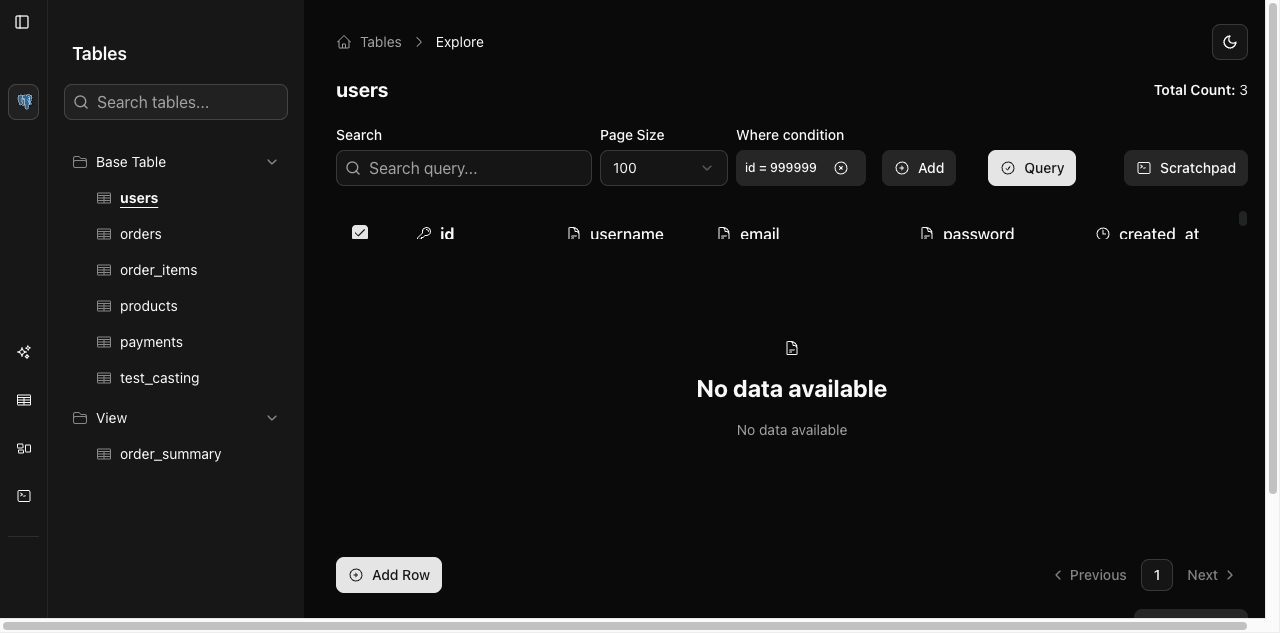 Tables
Search tables...
Base Table
users
orders
order_items
products
payments
test_casting
View
order_summary
Tables > Explore
users
Total Count: 3
Search
Page Size
Where condition
Search query...
100
id = 999999
Add
Query
Scratchpad
id
username
email
password
created_at
No data available
No data available
Add Row
Previous
1
Next